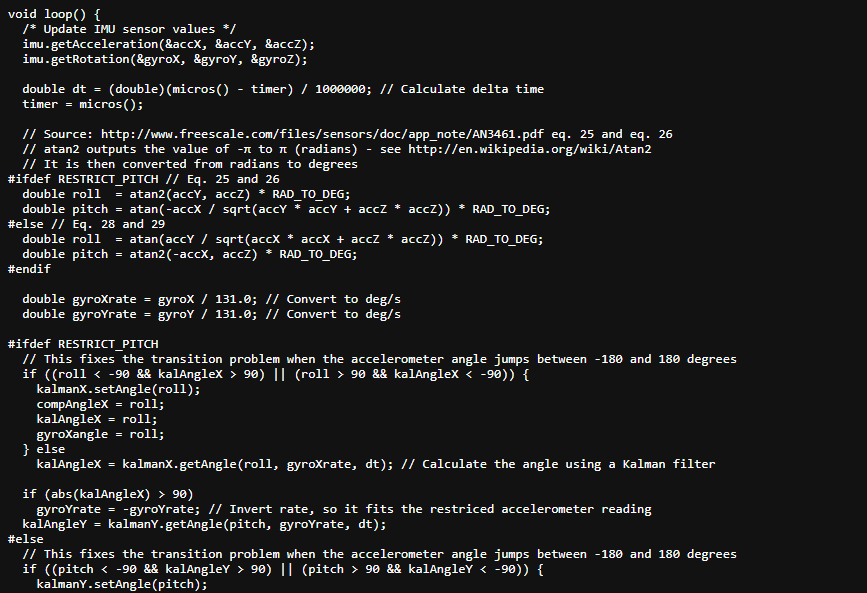 void loop() {
  /* Update IMU sensor values */
  imu.getAcceleration(&accX, &accY, &accZ);
  imu.getRotation(&gyroX, &gyroY, &gyroZ);

  double dt = (double)(micros() - timer) / 1000000; // Calculate delta time
  timer = micros();

  // Source: http://www.freescale.com/files/sensors/doc/app_note/AN3461.pdf eq. 25 and eq. 26
  // atan2 outputs the value of -π to π (radians) - see http://en.wikipedia.org/wiki/Atan2
  // It is then converted from radians to degrees
#ifdef RESTRICT_PITCH // Eq. 25 and 26
  double roll  = atan2(accY, accZ) * RAD_TO_DEG;
  double pitch = atan(-accX / sqrt(accY * accY + accZ * accZ)) * RAD_TO_DEG;
#else // Eq. 28 and 29
  double roll  = atan(accY / sqrt(accX * accX + accZ * accZ)) * RAD_TO_DEG;
  double pitch = atan2(-accX, accZ) * RAD_TO_DEG;
#endif

  double gyroXrate = gyroX / 131.0; // Convert to deg/s
  double gyroYrate = gyroY / 131.0; // Convert to deg/s

#ifdef RESTRICT_PITCH
  // This fixes the transition problem when the accelerometer angle jumps between -180 and 180 degrees
  if ((roll < -90 && kalAngleX > 90) || (roll > 90 && kalAngleX < -90)) {
    kalmanX.setAngle(roll);
    compAngleX = roll;
    kalAngleX = roll;
    gyroXangle = roll;
  } else
    kalAngleX = kalmanX.getAngle(roll, gyroXrate, dt); // Calculate the angle using a Kalman filter

  if (abs(kalAngleX) > 90)
    gyroYrate = -gyroYrate; // Invert rate, so it fits the restriced accelerometer reading
  kalAngleY = kalmanY.getAngle(pitch, gyroYrate, dt);
#else
  // This fixes the transition problem when the accelerometer angle jumps between -180 and 180 degrees
  if ((pitch < -90 && kalAngleY > 90) || (pitch > 90 && kalAngleY < -90)) {
    kalmanY.setAngle(pitch);